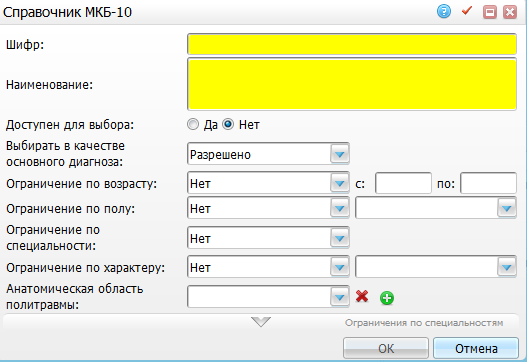 Справочник МКБ-10
Шифр:
Наименование:
Доступен для выбора: Да Нет
Выбирать в качестве
основного диагноза: Разрешено
Ограничение по возрасту: Нет с: по:
Ограничение по полу: Нет
Ограничение по
специальности: Нет
Ограничение по характеру: Нет
Анатомическая область
политравмы:
Ограничения по специальностям
ОК Отмена